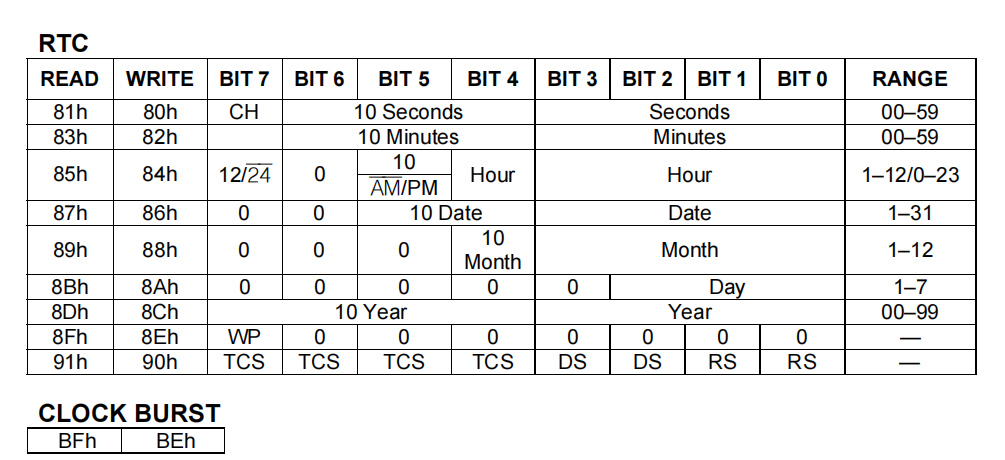 RTC
READ WRITE BIT 7 BIT 6 BIT 5 BIT 4 BIT 3 BIT 2 BIT 1 BIT 0 RANGE
81h 80h CH 10 Seconds Seconds 00–59
83h 82h 10 Minutes Minutes 00–59
85h 84h 12/2̅4̅ 0 10 A̅M̅/PM Hour Hour 1–12/0–23
87h 86h 0 0 10 Date Date 1–31
89h 88h 0 0 0 10 Month Month 1–12
8Bh 8Ah 0 0 0 0 0 Day 1–7
8Dh 8Ch 10 Year Year 00–99
8Fh 8Eh WP 0 0 0 0 0 0 0 —
91h 90h TCS TCS TCS TCS DS DS RS RS —
CLOCK BURST
BFh BEh